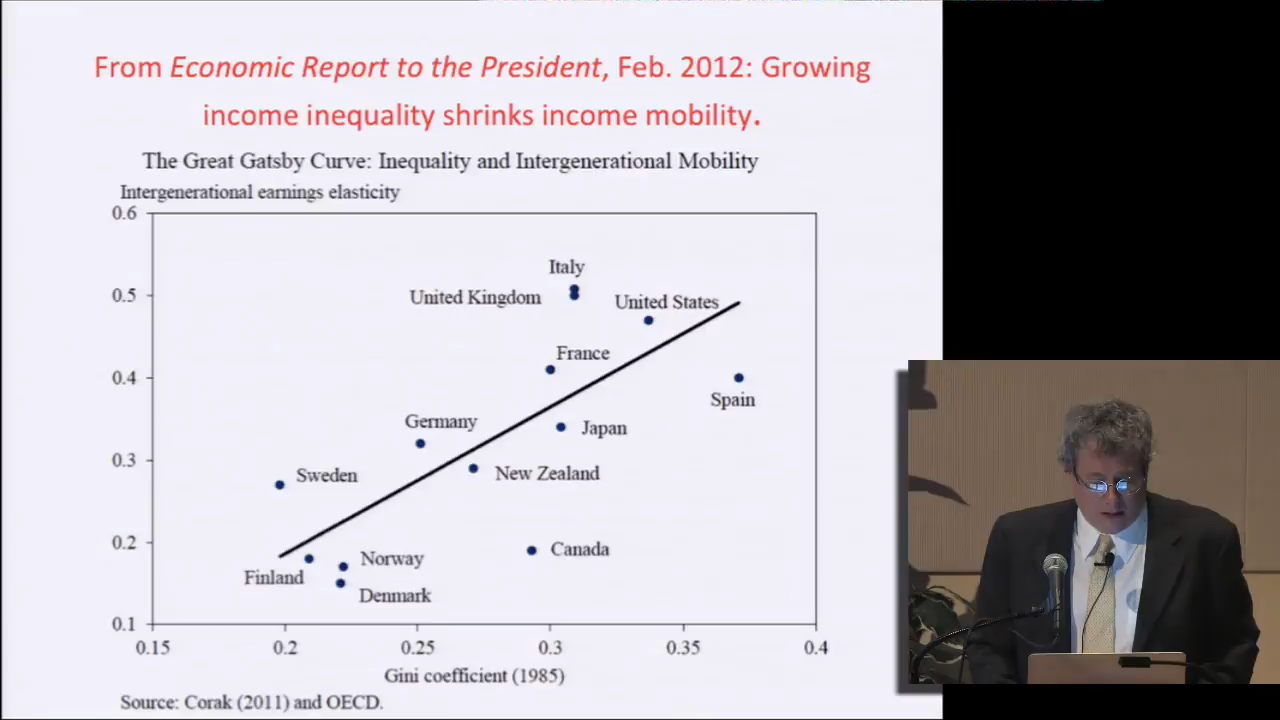 From Economic Report to the President, Feb. 2012: Growing
income inequality shrinks income mobility.
The Great Gatsby Curve: Inequality and Intergenerational Mobility
Intergenerational earnings elasticity
0.6
Italy
0.5
United Kingdom
United States
France
0.4
Spain
Germany
Japan
0.3
Sweden
New Zealand
0.2
Canada
Norway
Finland
Denmark
0.1
0.15 0.2 0.25 0.3 0.35 0.4
Gini coefficient (1985)
Source: Corak (2011) and OECD.